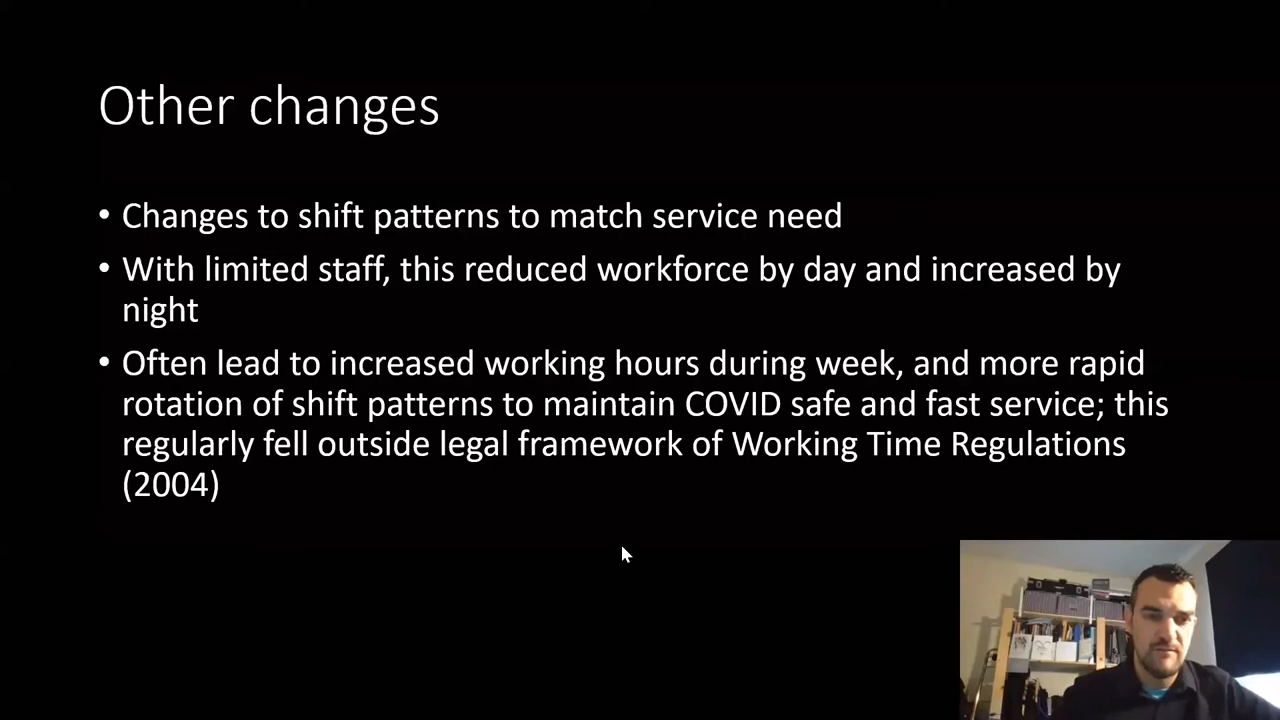 Other changes
• Changes to shift patterns to match service need
• With limited staff, this reduced workforce by day and increased by
night
• Often lead to increased working hours during week, and more rapid
rotation of shift patterns to maintain COVID safe and fast service; this
regularly fell outside legal framework of Working Time Regulations
(2004)